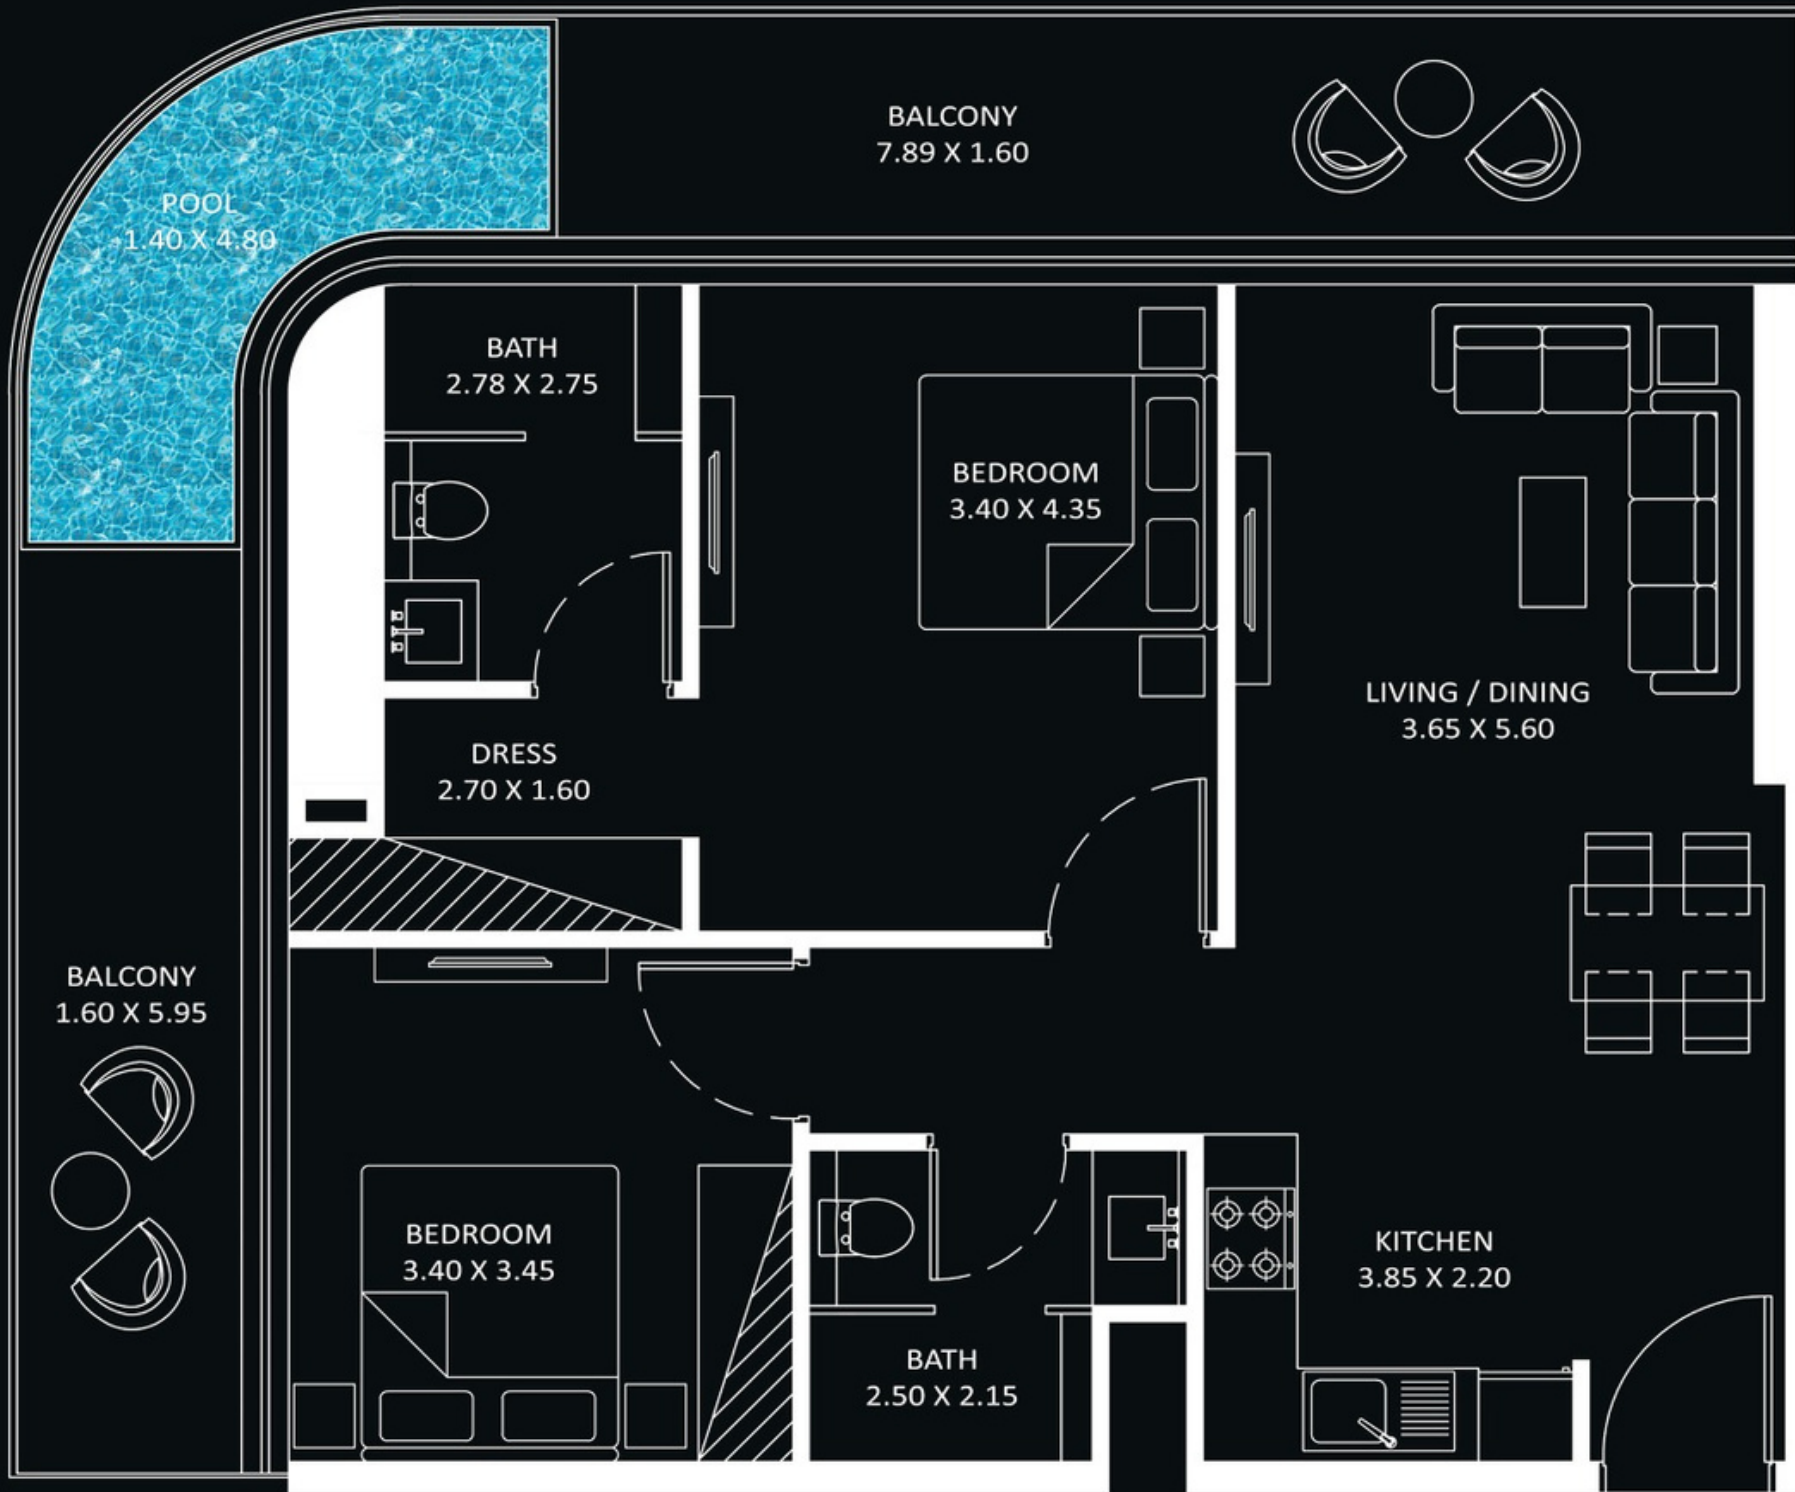 BALCONY
7.89 X 1.60
POOL
1.40 X 4.80
BATH
2.78 X 2.75
BEDROOM
3.40 X 4.35
LIVING / DINING
3.65 X 5.60
DRESS
2.70 X 1.60
BALCONY
1.60 X 5.95
BEDROOM
3.40 X 3.45
KITCHEN
3.85 X 2.20
BATH
2.50 X 2.15